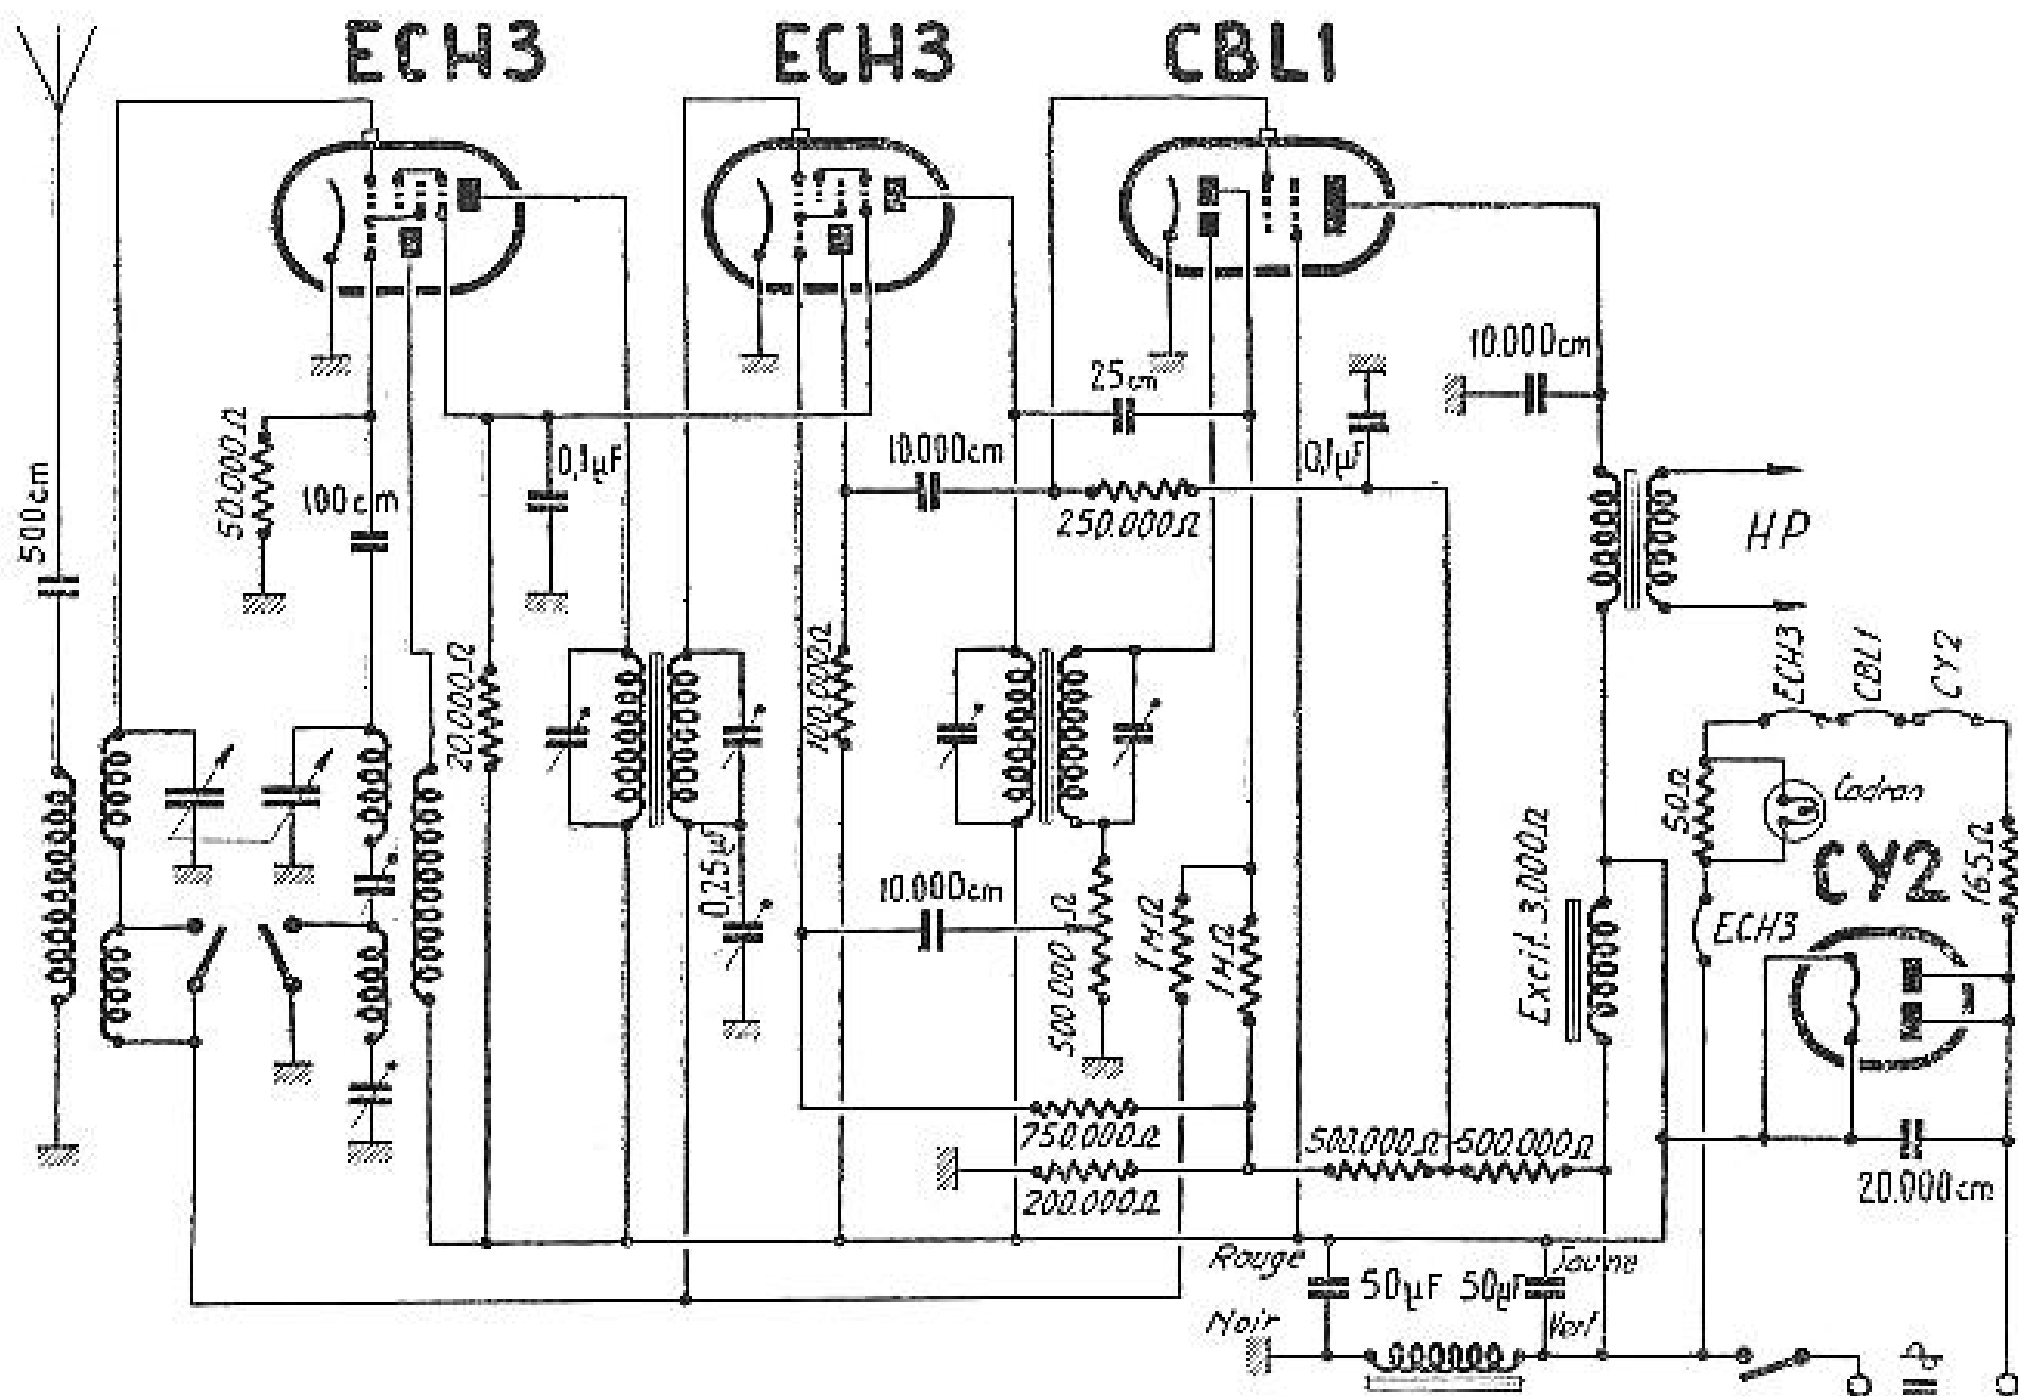 ECH3
ECH3
CBL1
500cm
50.000Ω
100cm
0,1µF
20.000Ω
10.000cm
25cm
250.000Ω
0,1µF
10.000cm
HP
100.000Ω
0,25µF
10.000cm
500.000Ω
1MΩ
1MΩ
750.000Ω
200.000Ω
500.000Ω
500.000Ω
Excit. 3.000Ω
ECH3
CBL1
CY2
50Ω
Cadran
CY2
165Ω
ECH3
20.000cm
Rouge
Jaune
50µF
50µF
Noir
Vert